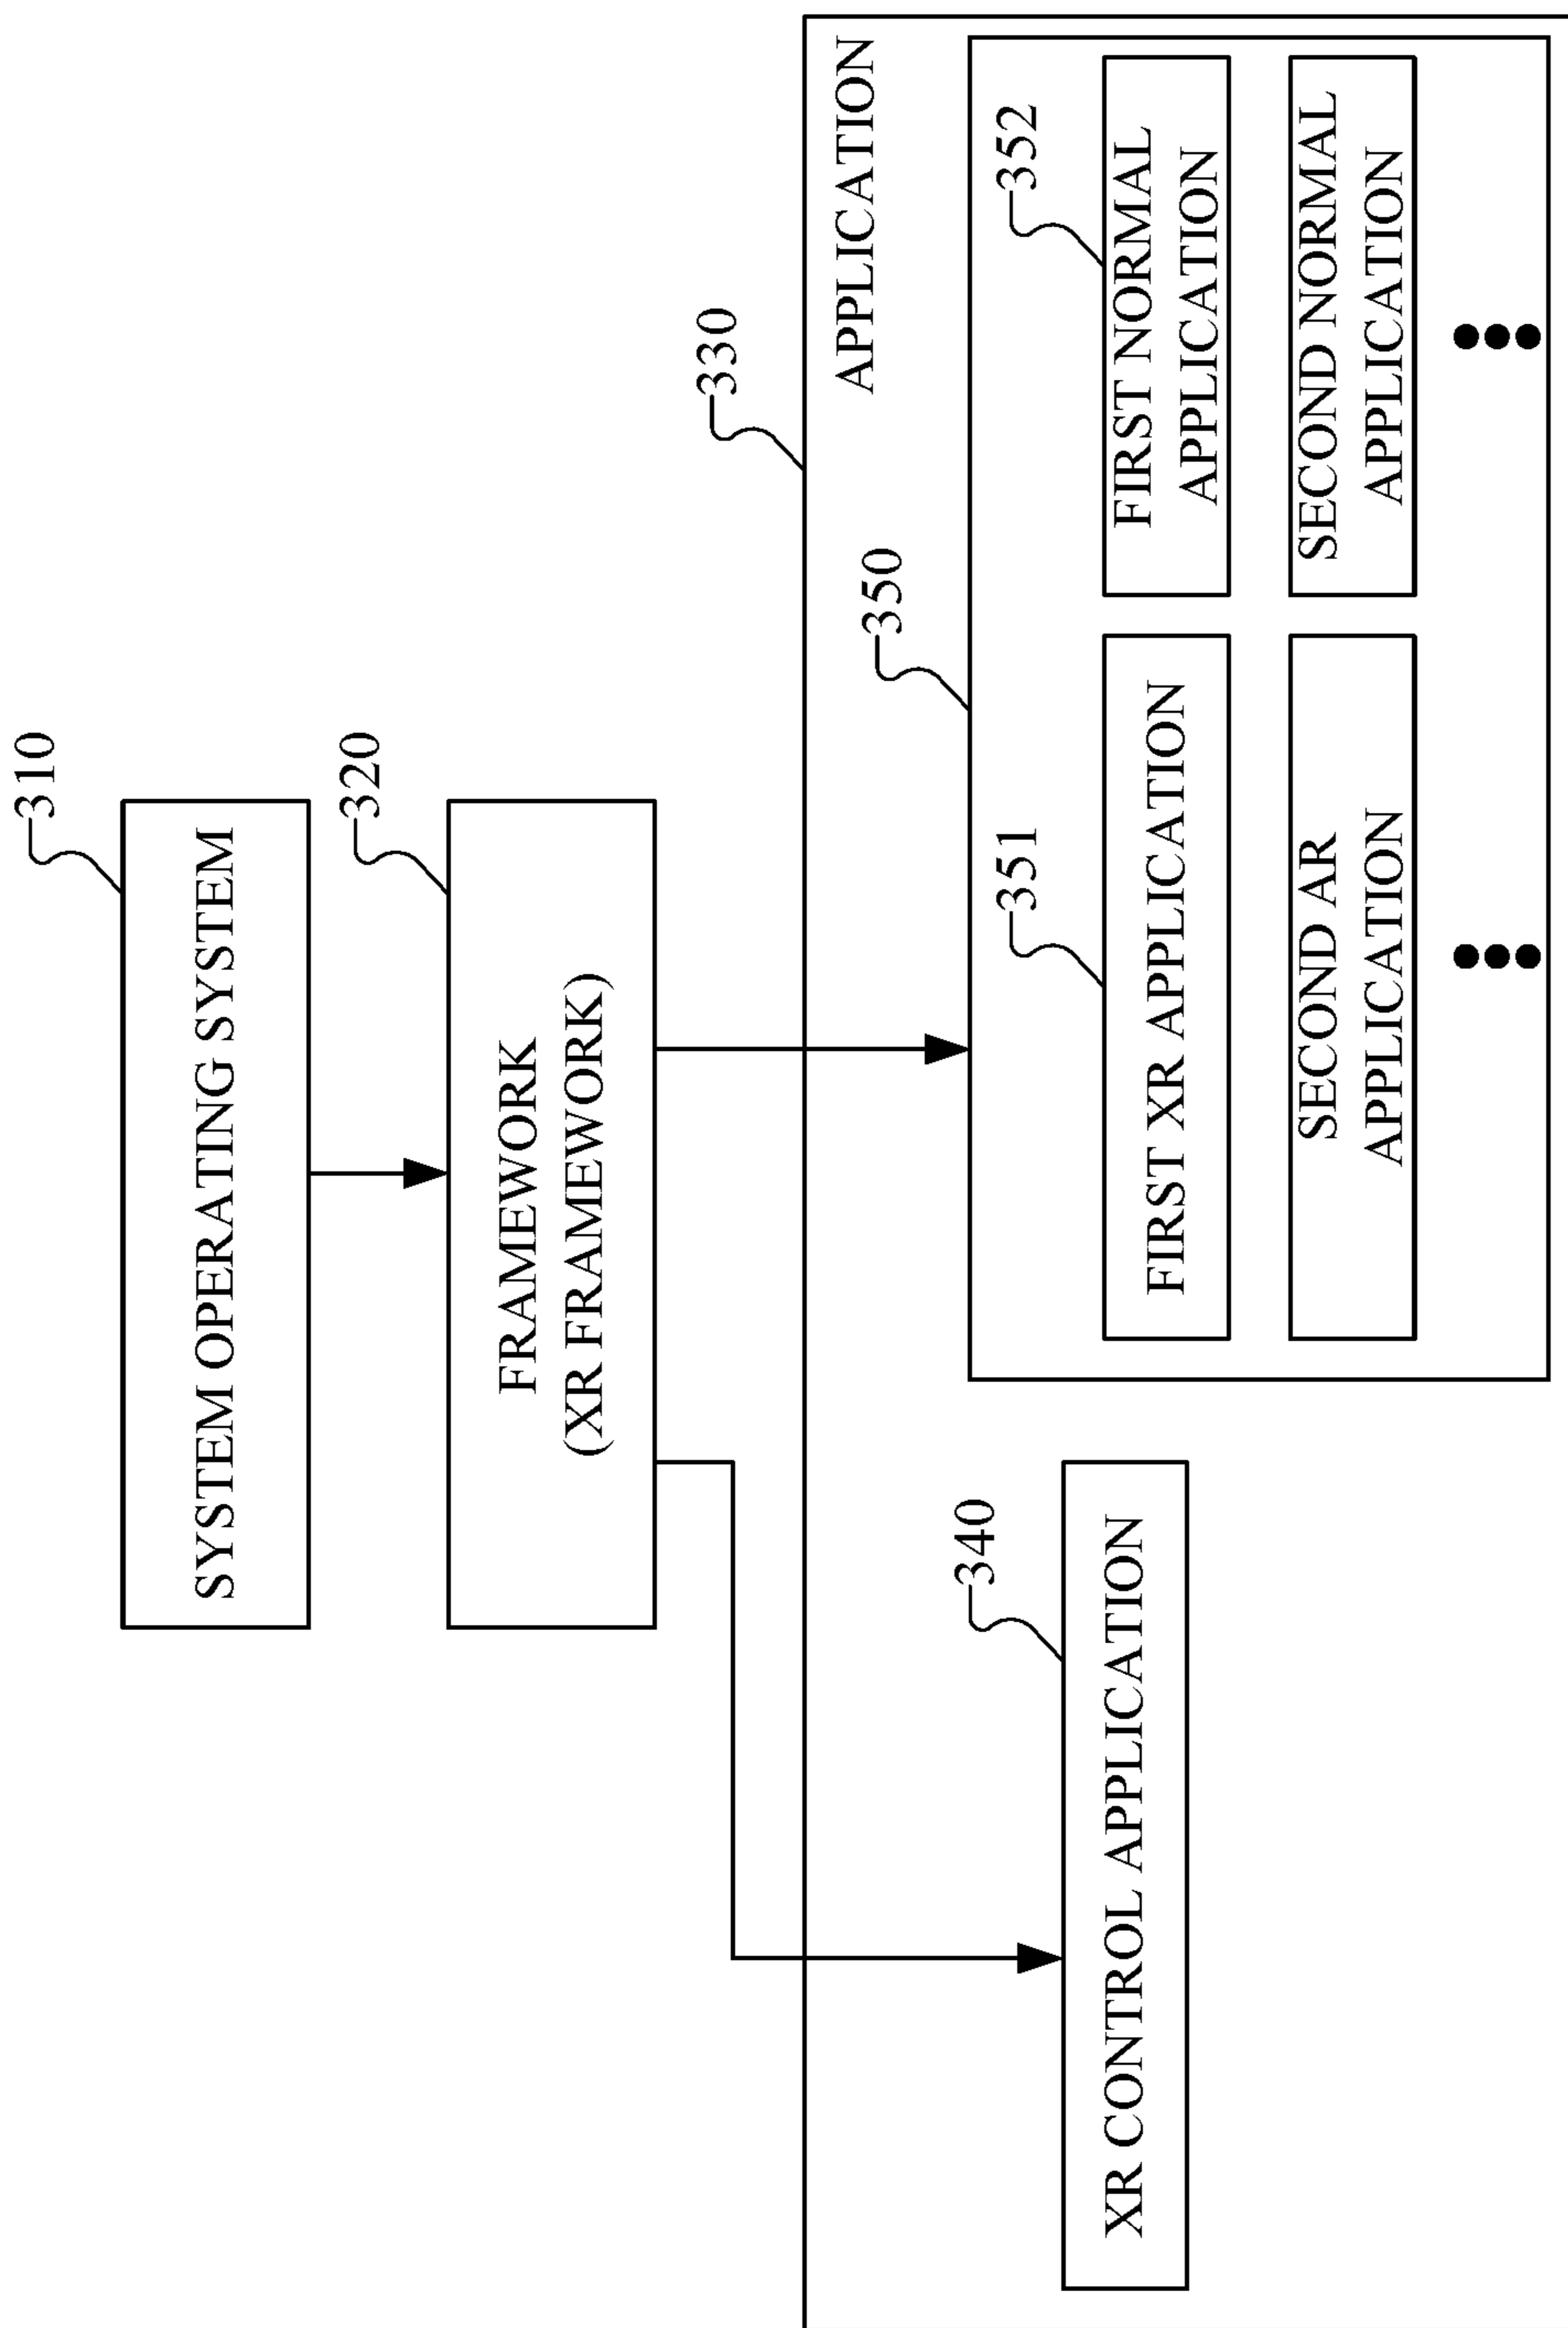 310
SYSTEM OPERATING SYSTEM
320
FRAMEWORK
(XR FRAMEWORK)
330
APPLICATION
340
XR CONTROL APPLICATION
350
351
FIRST XR APPLICATION
352
FIRST NORMAL
APPLICATION
SECOND AR
APPLICATION
SECOND NORMAL
APPLICATION